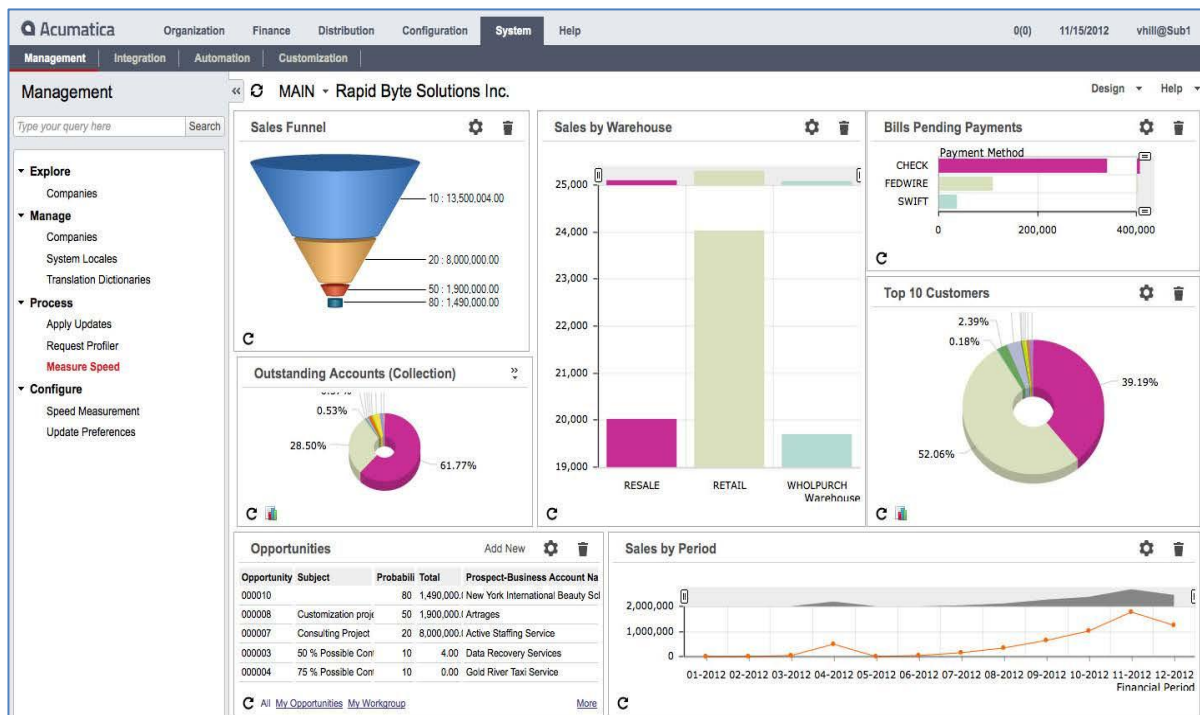 Acumatica
Organization Finance Distribution Configuration System Help
0(0) 11/15/2012 vhill@Sub1
Management Integration Automation Customization
Management
Type your query here Search
Explore
Companies
Manage
Companies
System Locales
Translation Dictionaries
Process
Apply Updates
Request Profiler
Measure Speed
Configure
Speed Measurement
Update Preferences
MAIN Rapid Byte Solutions Inc.
Design Help
Sales Funnel
10 : 13,500,004.00
20 : 8,000,000.00
50 : 1,900,000.00
80 : 1,490,000.00
Outstanding Accounts (Collection)
0.53%
28.50%
61.77%
Sales by Warehouse
25,000
24,000
23,000
22,000
21,000
20,000
19,000
RESALE RETAIL WHOLPURCH
Warehouse
Bills Pending Payments
Payment Method
CHECK
FEDWIRE
SWIFT
0 200,000 400,000
Top 10 Customers
2.39%
0.18%
39.19%
52.06%
Opportunities Add New
Opportunity Subject Probabili Total Prospect-Business Account Na
000010 80 1,490,000.( New York International Beauty Scl
000008 Customization proje 50 1,900,000.( Artrages
000007 Consulting Project 20 8,000,000.( Active Staffing Service
000003 50 % Possible Cont 10 4.00 Data Recovery Services
000004 75 % Possible Cont 10 0.00 Gold River Taxi Service
All My Opportunities My Workgroup More
Sales by Period
2,000,000
1,000,000
0
01-2012 02-2012 03-2012 04-2012 05-2012 06-2012 07-2012 08-2012 09-2012 10-2012 11-2012 12-2012
Financial Period